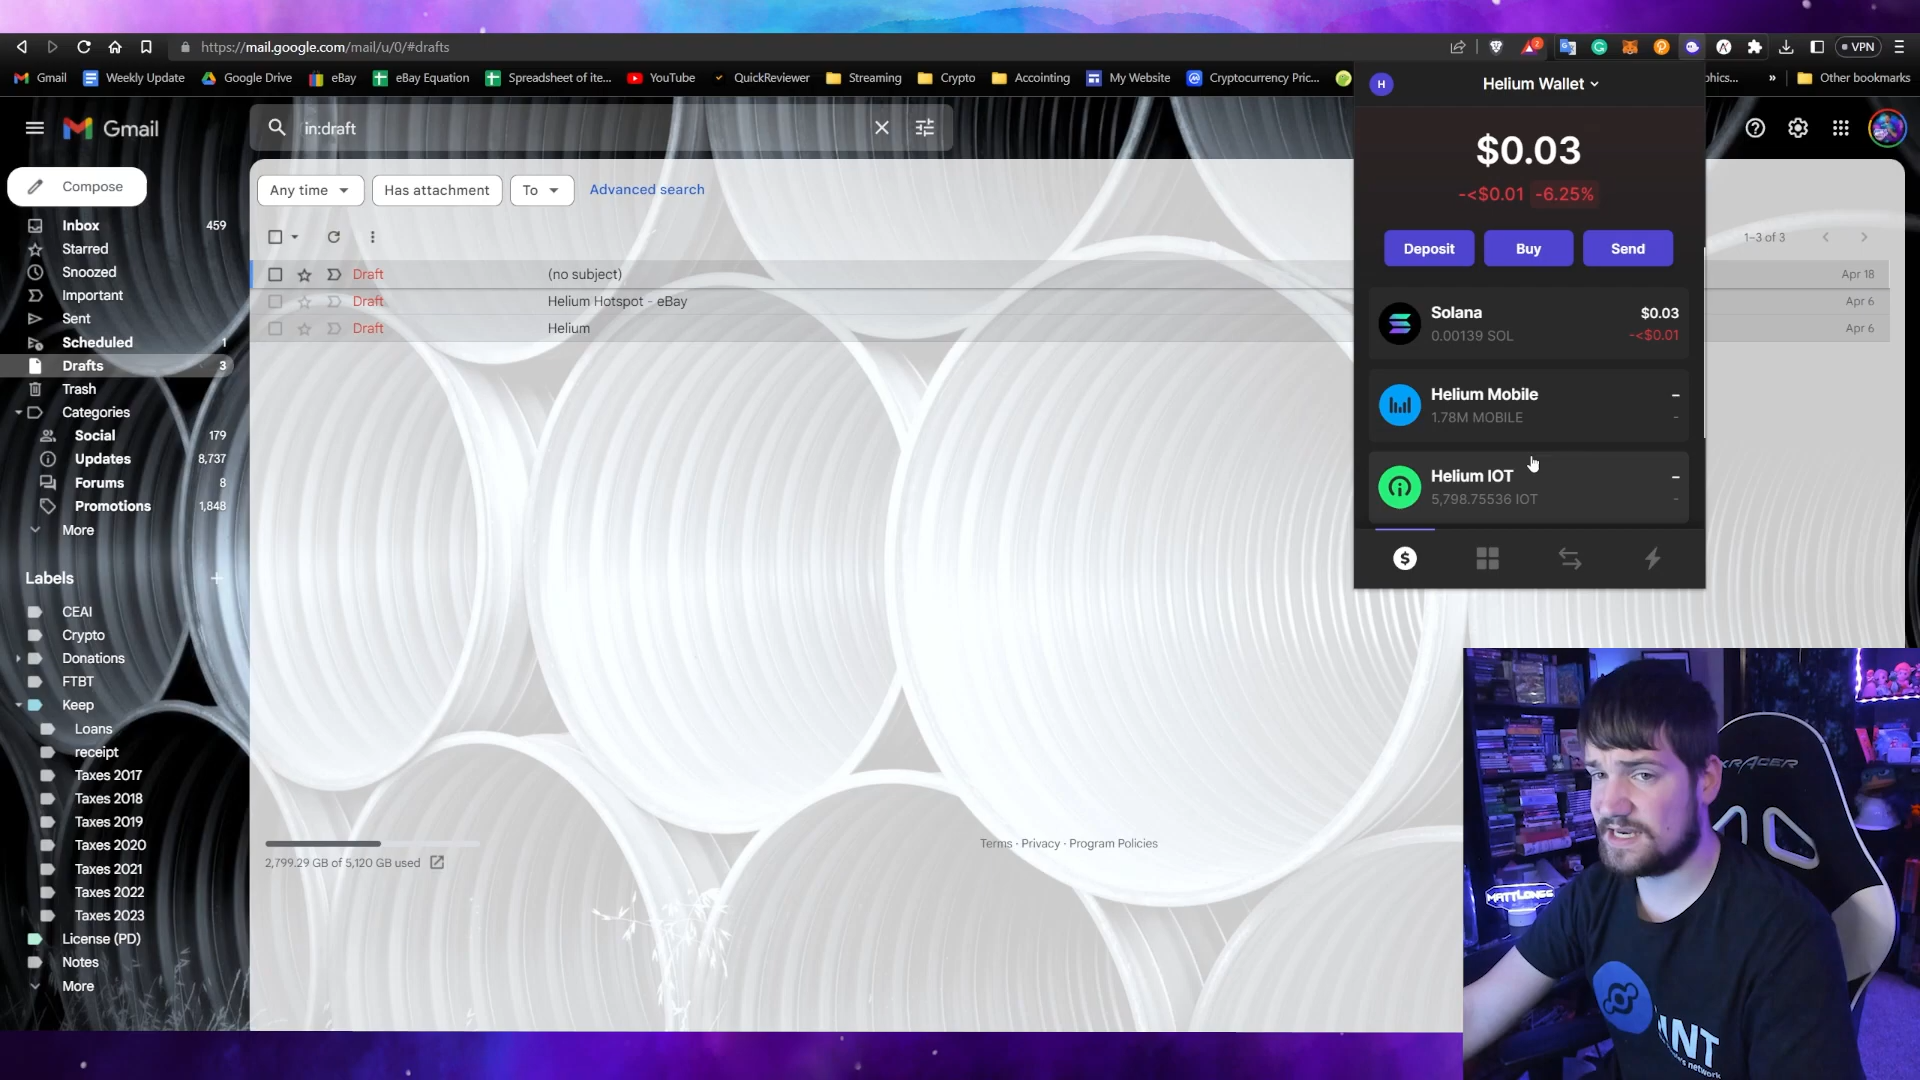 https://mail.google.com/mail/u/0/#drafts
2
VPN
Gmail
Weekly Update
Google Drive
eBay
eBay Equation
Spreadsheet of ite...
YouTube
QuickReviewer
Streaming
Crypto
Accointing
My Website
Cryptocurrency Pric...
phics...
»
Other bookmarks
Gmail
in:draft
Compose
Inbox 459
Starred
Snoozed
Important
Sent
Scheduled 1
Drafts 3
Trash
Categories
Social 179
Updates 8,737
Forums 8
Promotions 1,848
More
Labels
CEAI
Crypto
Donations
FTBT
Keep
Loans
receipt
Taxes 2017
Taxes 2018
Taxes 2019
Taxes 2020
Taxes 2021
Taxes 2022
Taxes 2023
License (PD)
Notes
More
Any time
Has attachment
To
Advanced search
1–3 of 3
Draft (no subject) Apr 18
Draft Helium Hotspot - eBay Apr 6
Draft Helium Apr 6
2,799.29 GB of 5,120 GB used
Terms · Privacy · Program Policies
H
Helium Wallet
$0.03
-<$0.01 -6.25%
Deposit
Buy
Send
Solana $0.03
0.00139 SOL -<$0.01
Helium Mobile –
1.78M MOBILE -
Helium IOT –
5,798.75536 IOT -
XRACER
MATTLONES
HNT